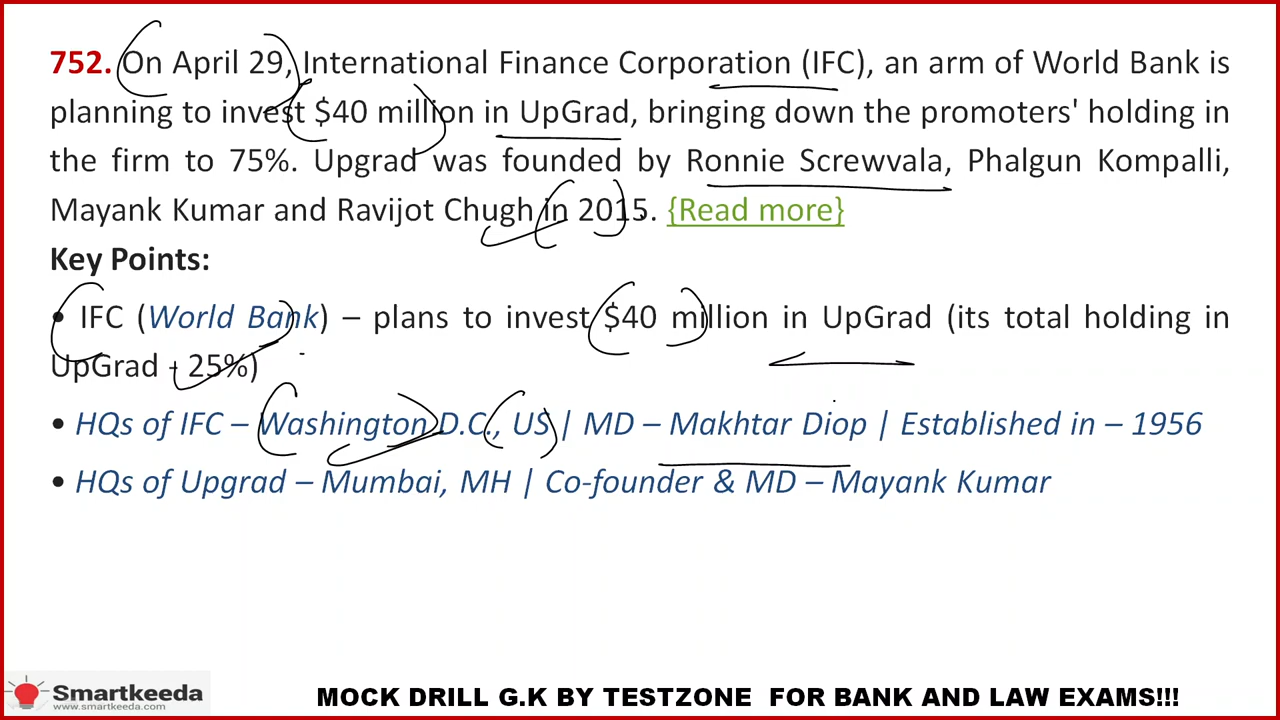 752. On April 29, International Finance Corporation (IFC), an arm of World Bank is
planning to invest $40 million in UpGrad, bringing down the promoters' holding in
the firm to 75%. Upgrad was founded by Ronnie Screwvala, Phalgun Kompalli,
Mayank Kumar and Ravijot Chugh in 2015. {Read more}
Key Points:
• IFC (World Bank) – plans to invest $40 million in UpGrad (its total holding in
UpGrad - 25%)
• HQs of IFC – Washington D.C., US | MD – Makhtar Diop | Established in – 1956
• HQs of Upgrad – Mumbai, MH | Co-founder & MD – Mayank Kumar
Smartkeeda
www.smartkeeda.com
MOCK DRILL G.K BY TESTZONE FOR BANK AND LAW EXAMS!!!